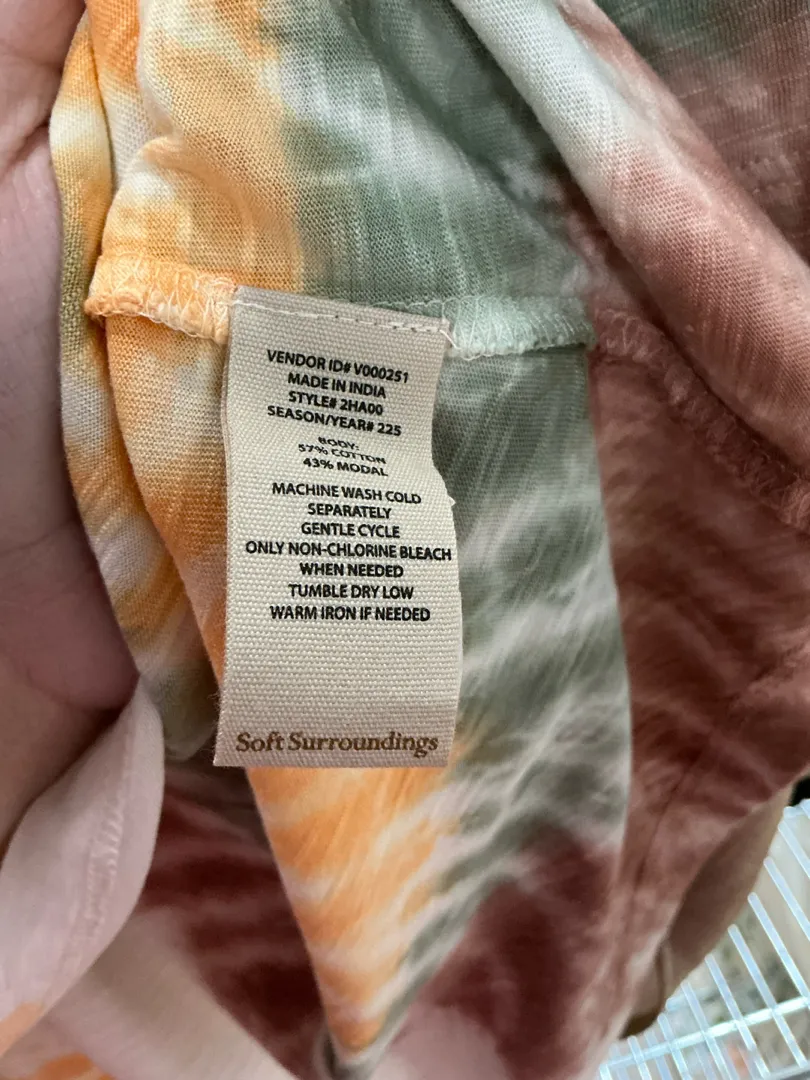 VENDOR ID# V000251
MADE IN INDIA
STYLE# 2HA00
SEASON/YEAR# 225
BODY:
57% COTTON
43% MODAL
MACHINE WASH COLD
SEPARATELY
GENTLE CYCLE
ONLY NON-CHLORINE BLEACH
WHEN NEEDED
TUMBLE DRY LOW
WARM IRON IF NEEDED
Soft Surroundings